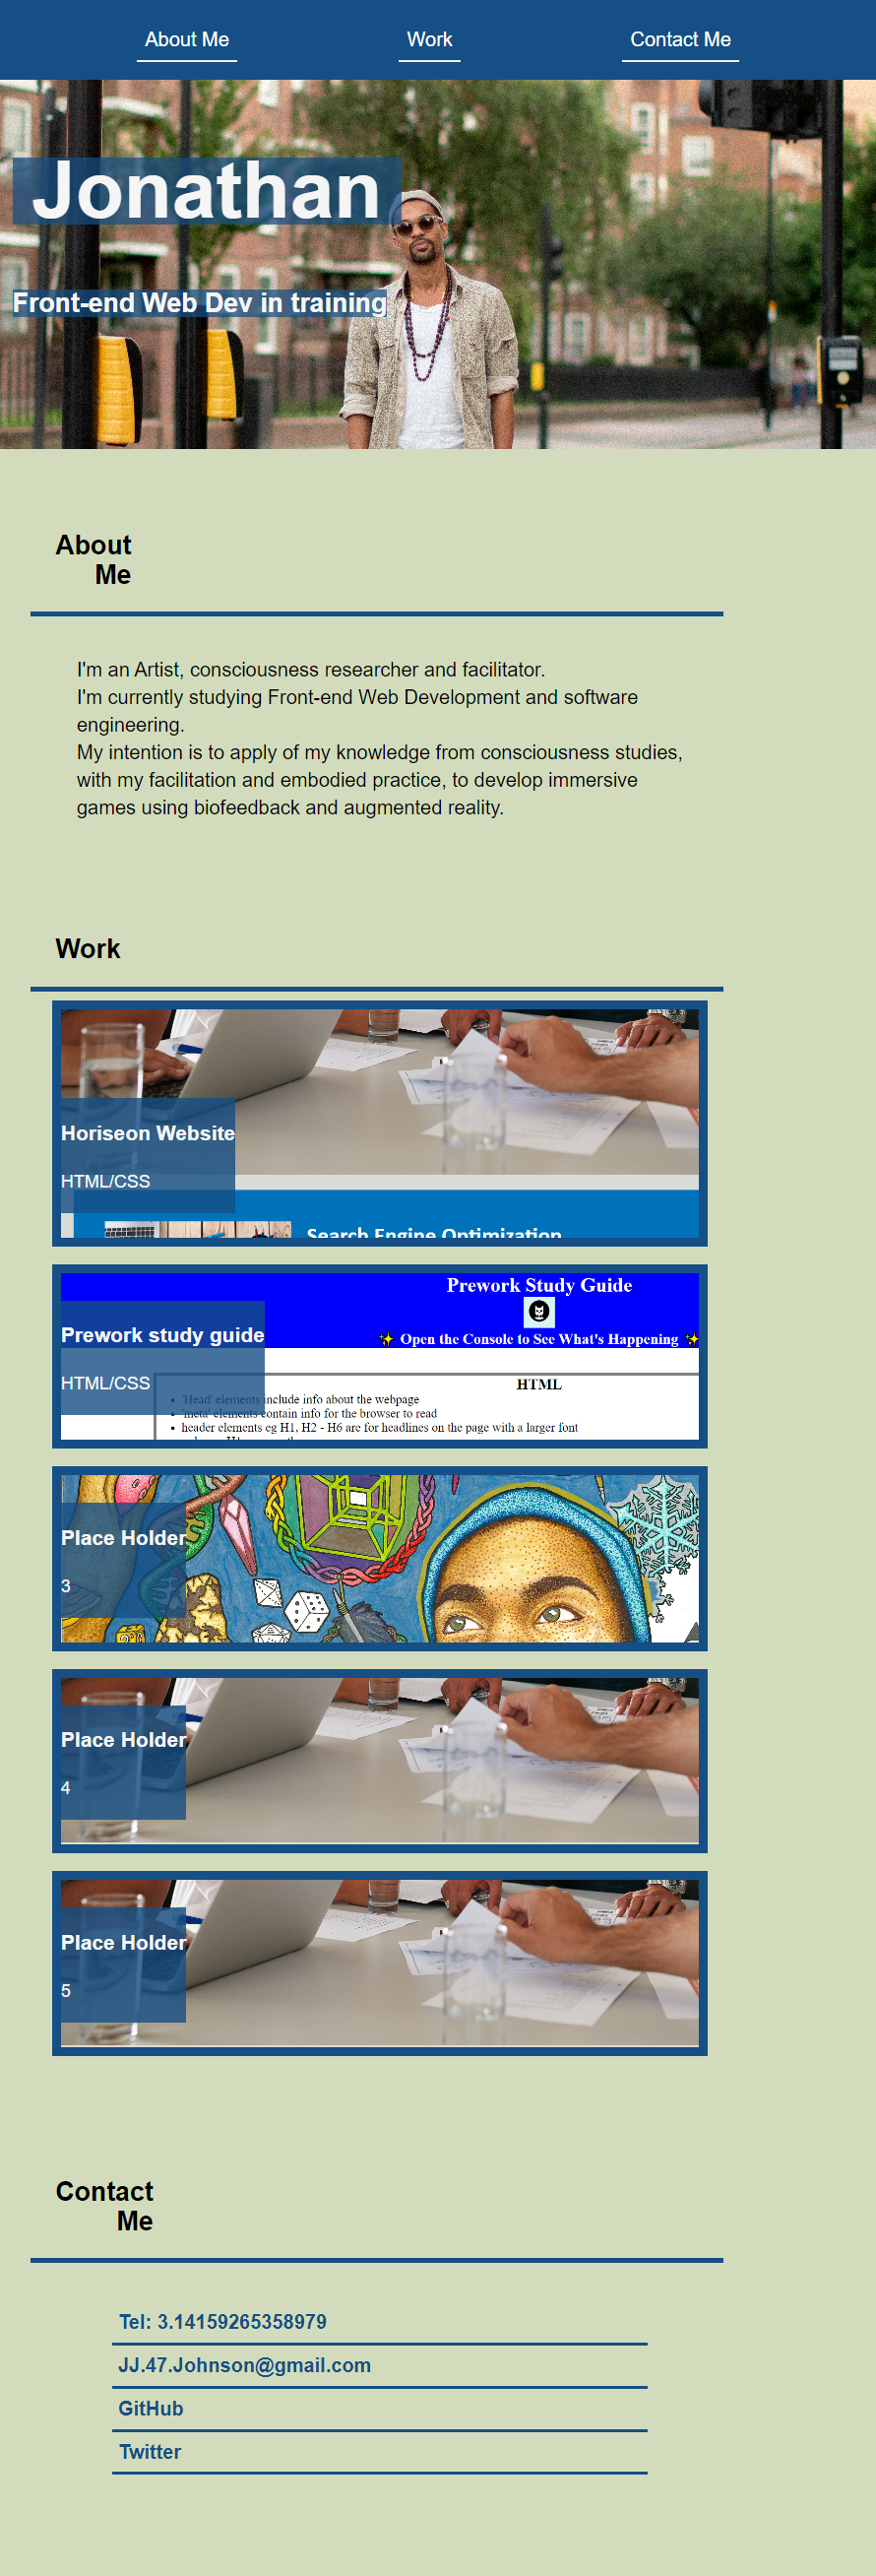 About Me
Work
Contact Me
Jonathan
Front-end Web Dev in training
About
Me
I'm an Artist, consciousness researcher and facilitator.
I'm currently studying Front-end Web Development and software
engineering.
My intention is to apply of my knowledge from consciousness studies,
with my facilitation and embodied practice, to develop immersive
games using biofeedback and augmented reality.
Work
Horiseon Website
HTML/CSS
Search Engine Optimization
Prework Study Guide
✨ Open the Console to See What's Happening ✨
Prework study guide
HTML/CSS
HTML
• 'Head' elements include info about the webpage
• 'meta' elements contain info for the browser to read
• header elements eg H1, H2 - H6 are for headlines on the page with a larger font
Place Holder
3
Place Holder
4
Place Holder
5
Contact
Me
Tel: 3.14159265358979
JJ.47.Johnson@gmail.com
GitHub
Twitter